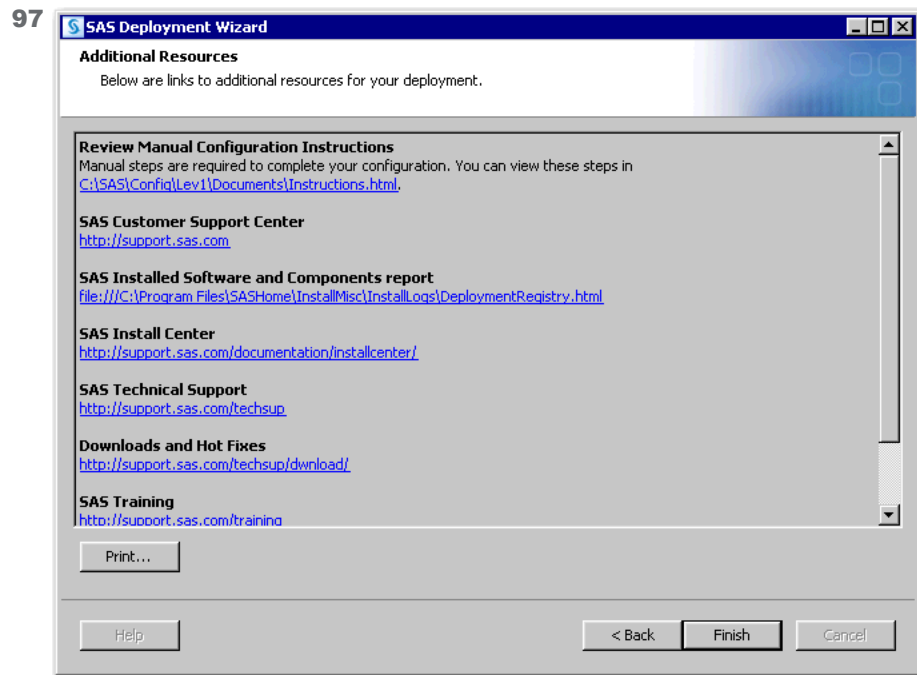 97
SAS Deployment Wizard
Additional Resources
Below are links to additional resources for your deployment.
Review Manual Configuration Instructions
Manual steps are required to complete your configuration. You can view these steps in
C:\SAS\Config\Lev1\Documents\Instructions.html.
SAS Customer Support Center
http://support.sas.com
SAS Installed Software and Components report
file:///C:\Program Files\SASHome\InstallMisc\InstallLogs\DeploymentRegistry.html
SAS Install Center
http://support.sas.com/documentation/installcenter/
SAS Technical Support
http://support.sas.com/techsup
Downloads and Hot Fixes
http://support.sas.com/techsup/dwnload/
SAS Training
http://support.sas.com/training
Print...
Help
< Back
Finish
Cancel